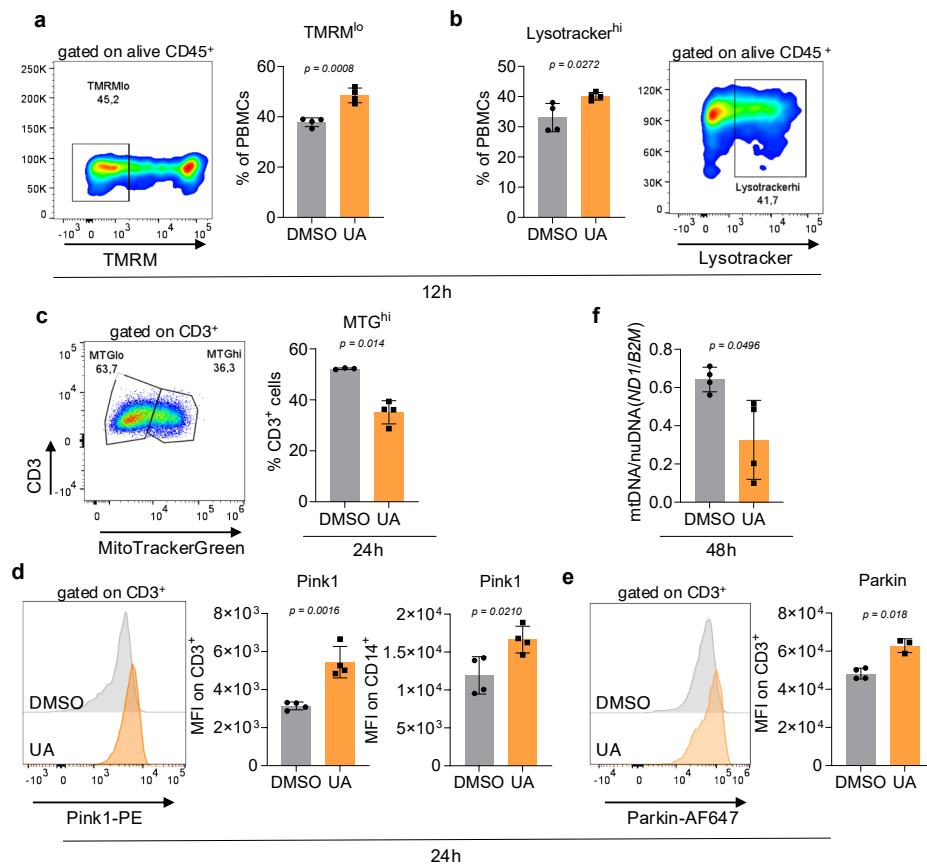 a
TMRMlo
gated on alive CD45+
250K
200K
150K
100K
50K
0
TMRMlo
45,2
-10³ 0 10³ 10⁴ 10⁵
TMRM
% of PBMCs
60
40
20
0
p = 0.0008
DMSO UA
b
Lysotrackerhi
% of PBMCs
50
40
30
20
10
0
p = 0.0272
DMSO UA
gated on alive CD45 +
120K
90K
60K
30K
0
Lysotrackerhi
41,7
-10³ 0 10³ 10⁴ 10⁵
Lysotracker
12h
c
gated on CD3+
10⁵
10⁴
0
-10⁴
MTGlo
63,7
MTGhi
36,3
CD3
0 10⁴ 10⁵ 10⁶
MitoTrackerGreen
MTGhi
p = 0.014
% CD3+ cells
60
40
20
0
DMSO UA
24h
f
mtDNA/nuDNA(ND1/B2M)
p = 0.0496
0.8
0.6
0.4
0.2
0.0
DMSO UA
48h
d
gated on CD3+
DMSO
UA
-10³ 0 10³ 10⁴ 10⁵
Pink1-PE
Pink1
p = 0.0016
MFI on CD3+
8×10³
6×10³
4×10³
2×10³
0
DMSO UA
Pink1
p = 0.0210
MFI on CD14+
2×10⁴
1×10⁴
1×10⁴
5×10³
0
DMSO UA
e
gated on CD3+
DMSO
UA
-10⁴ 0 10⁴ 10⁵ 10⁶
Parkin-AF647
Parkin
p = 0.018
MFI on CD3+
8×10⁴
6×10⁴
4×10⁴
2×10⁴
0
DMSO UA
24h